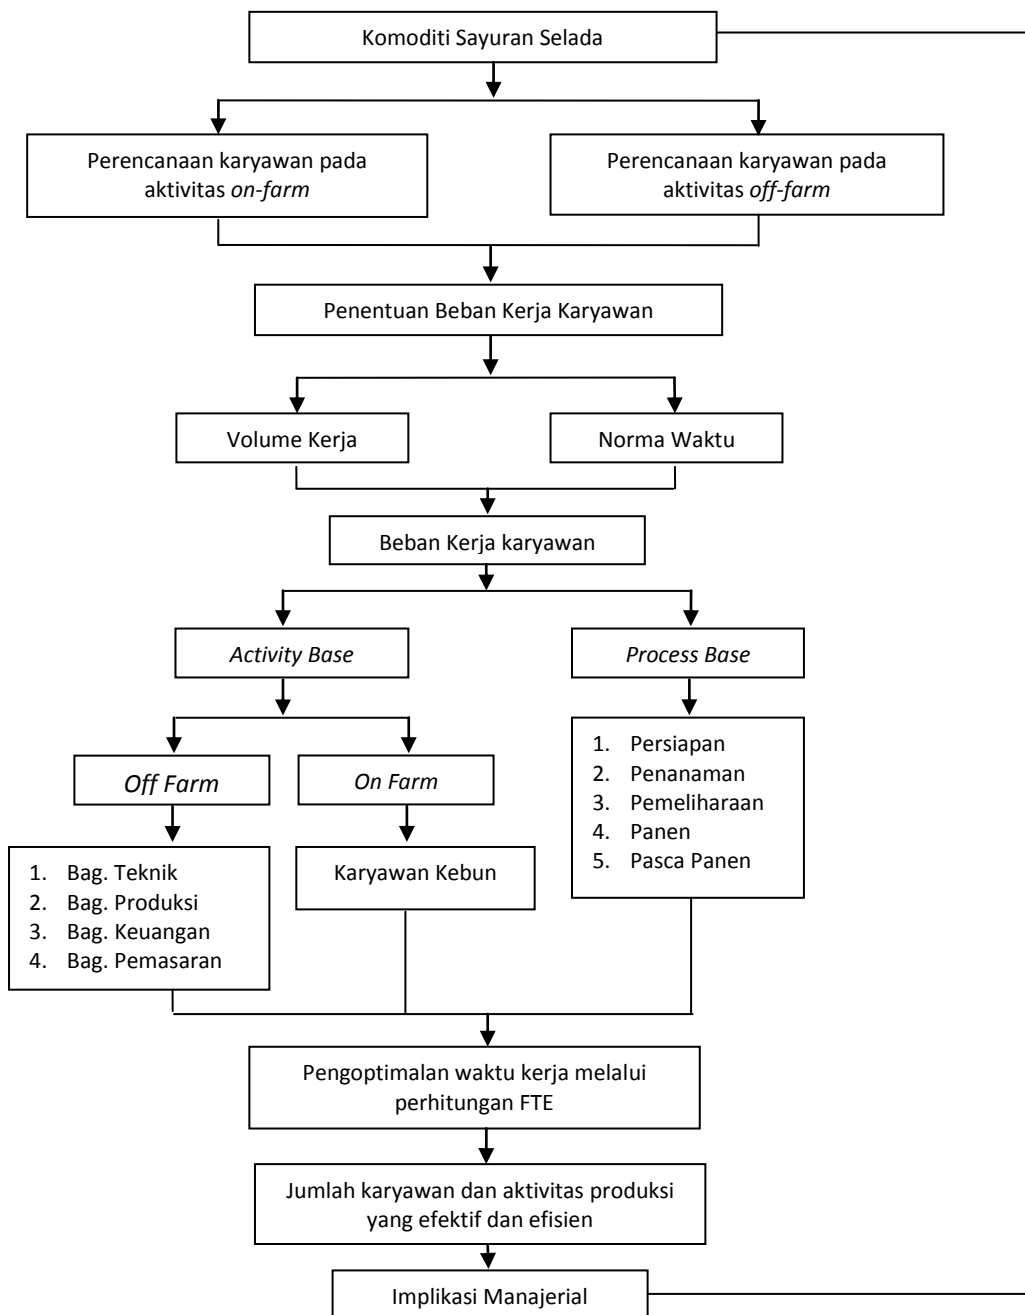 Komoditi Sayuran Selada
Perencanaan karyawan pada
aktivitas on-farm
Perencanaan karyawan pada
aktivitas off-farm
Penentuan Beban Kerja Karyawan
Volume Kerja
Norma Waktu
Beban Kerja karyawan
Activity Base
Process Base
Off Farm
On Farm
1. Persiapan
2. Penanaman
3. Pemeliharaan
4. Panen
5. Pasca Panen
1. Bag. Teknik
2. Bag. Produksi
3. Bag. Keuangan
4. Bag. Pemasaran
Karyawan Kebun
Pengoptimalan waktu kerja melalui
perhitungan FTE
Jumlah karyawan dan aktivitas produksi
yang efektif dan efisien
Implikasi Manajerial